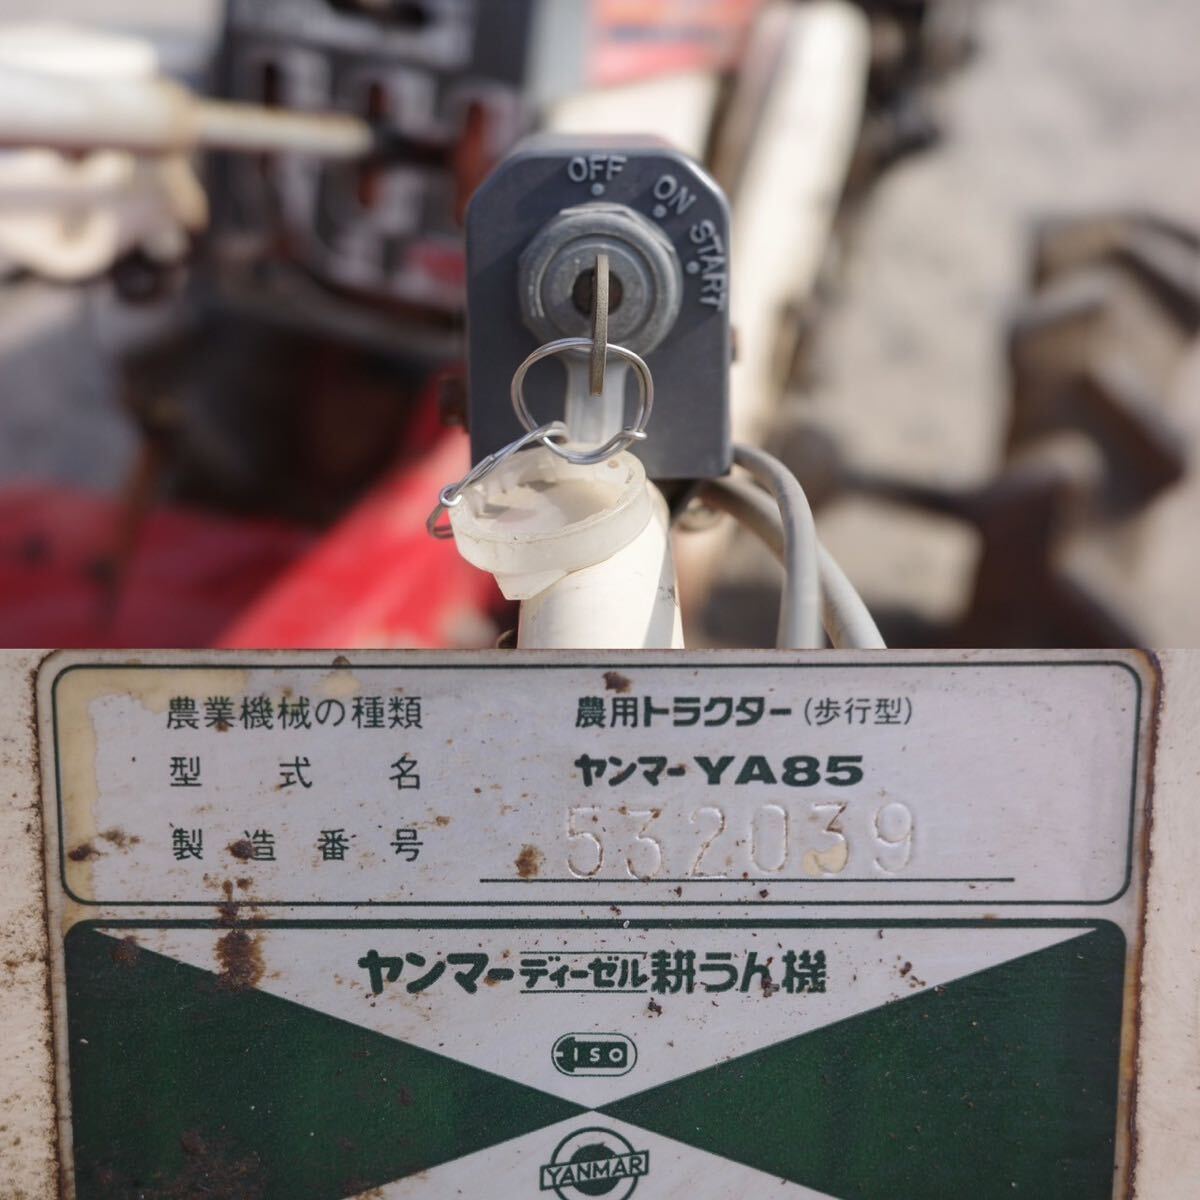 OFF
ON
START
農業機械の種類 農用トラクター(歩行型)
型式名 ヤンマーYA85
製造番号 532039
ヤンマーディーゼル耕うん機
ISO
YANMAR